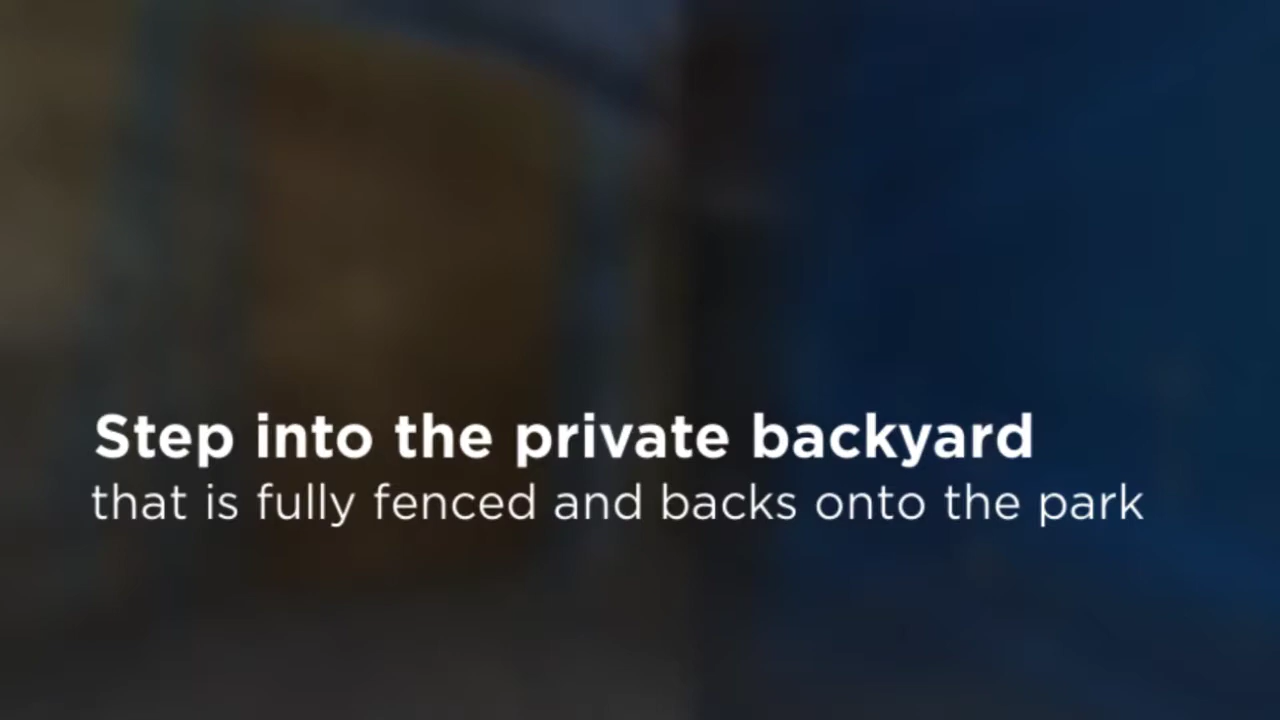 Step into the private backyard
that is fully fenced and backs onto the park